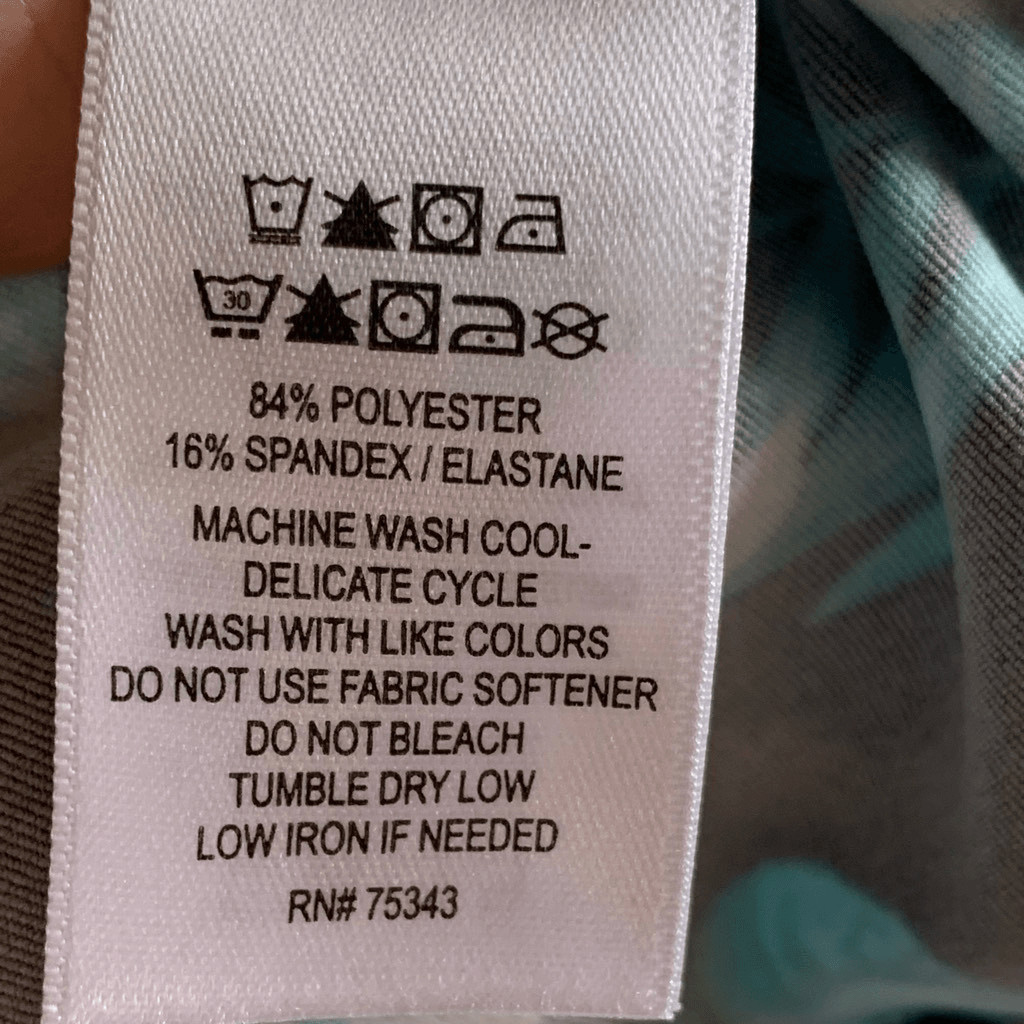 30
84% POLYESTER
16% SPANDEX / ELASTANE
MACHINE WASH COOL-
DELICATE CYCLE
WASH WITH LIKE COLORS
DO NOT USE FABRIC SOFTENER
DO NOT BLEACH
TUMBLE DRY LOW
LOW IRON IF NEEDED
RN# 75343